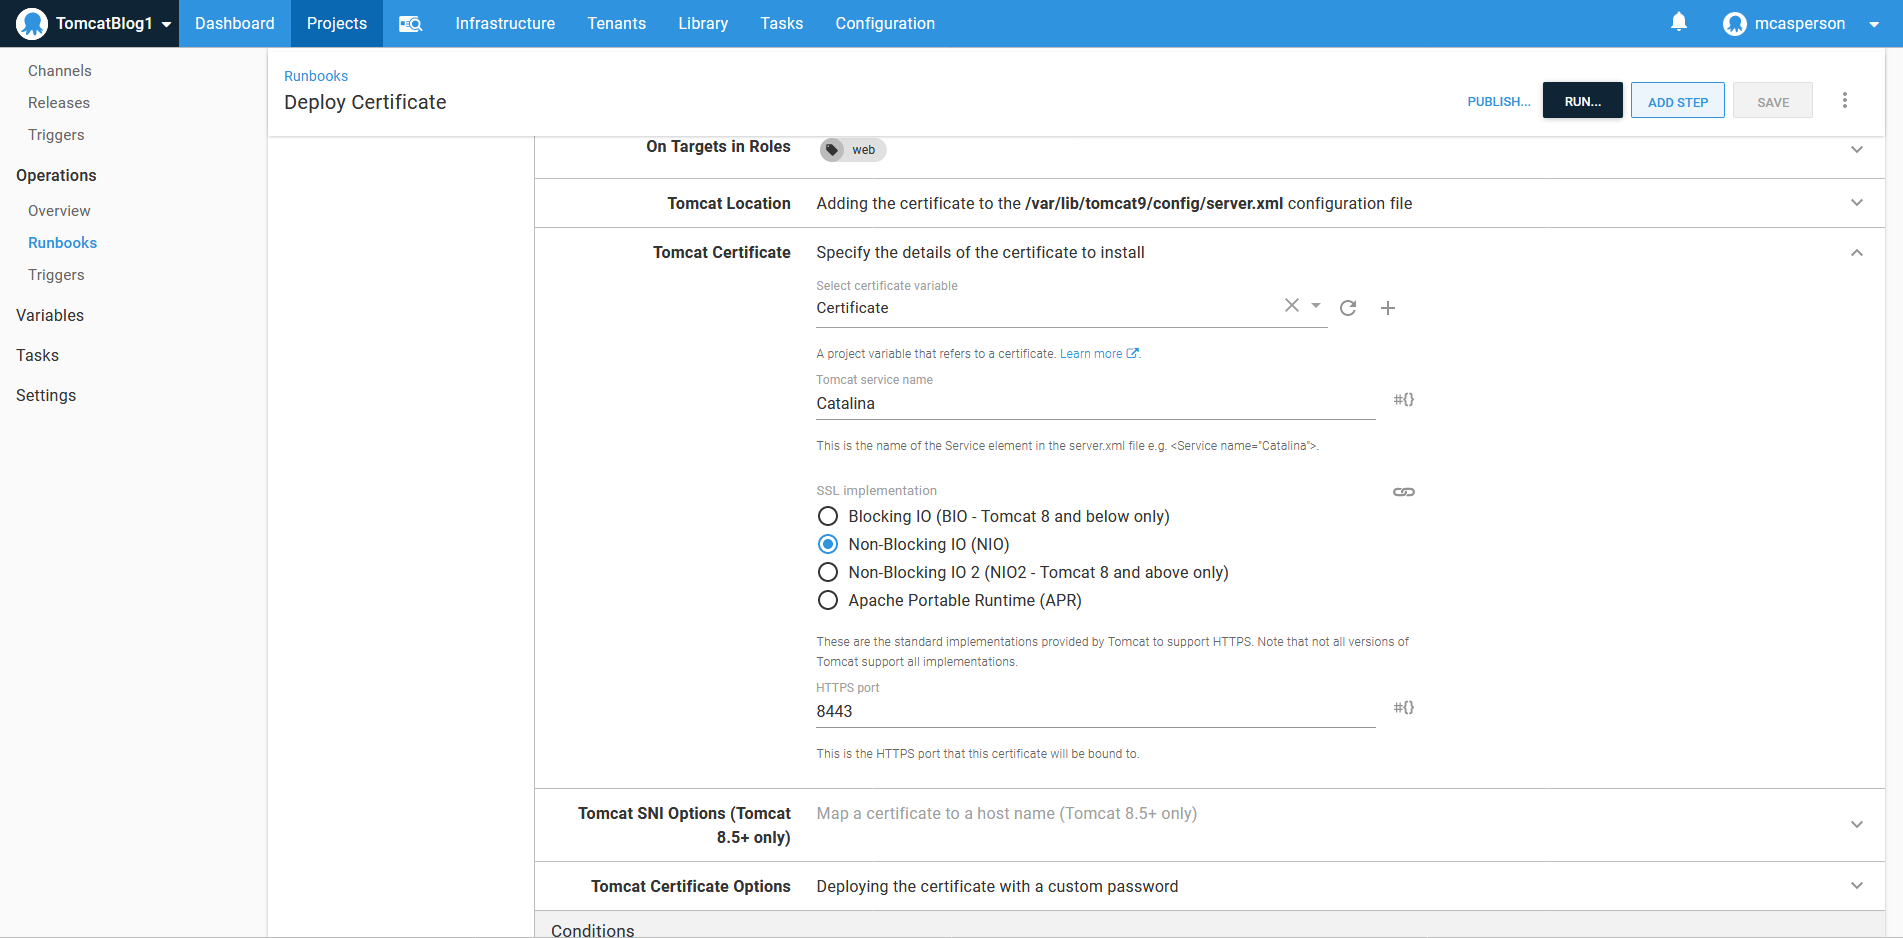 TomcatBlog1
Dashboard
Projects
Infrastructure
Tenants
Library
Tasks
Configuration
mcasperson
Channels
Releases
Triggers
Operations
Overview
Runbooks
Triggers
Variables
Tasks
Settings
Runbooks
Deploy Certificate
PUBLISH...
RUN...
ADD STEP
SAVE
On Targets in Roles
web
Tomcat Location
Adding the certificate to the /var/lib/tomcat9/config/server.xml configuration file
Tomcat Certificate
Specify the details of the certificate to install
Select certificate variable
Certificate
A project variable that refers to a certificate. Learn more.
Tomcat service name
Catalina
#{}
This is the name of the Service element in the server.xml file e.g. <Service name="Catalina">.
SSL implementation
Blocking IO (BIO - Tomcat 8 and below only)
Non-Blocking IO (NIO)
Non-Blocking IO 2 (NIO2 - Tomcat 8 and above only)
Apache Portable Runtime (APR)
These are the standard implementations provided by Tomcat to support HTTPS. Note that not all versions of
Tomcat support all implementations.
HTTPS port
8443
#{}
This is the HTTPS port that this certificate will be bound to.
Tomcat SNI Options (Tomcat
8.5+ only)
Map a certificate to a host name (Tomcat 8.5+ only)
Tomcat Certificate Options
Deploying the certificate with a custom password
Conditions